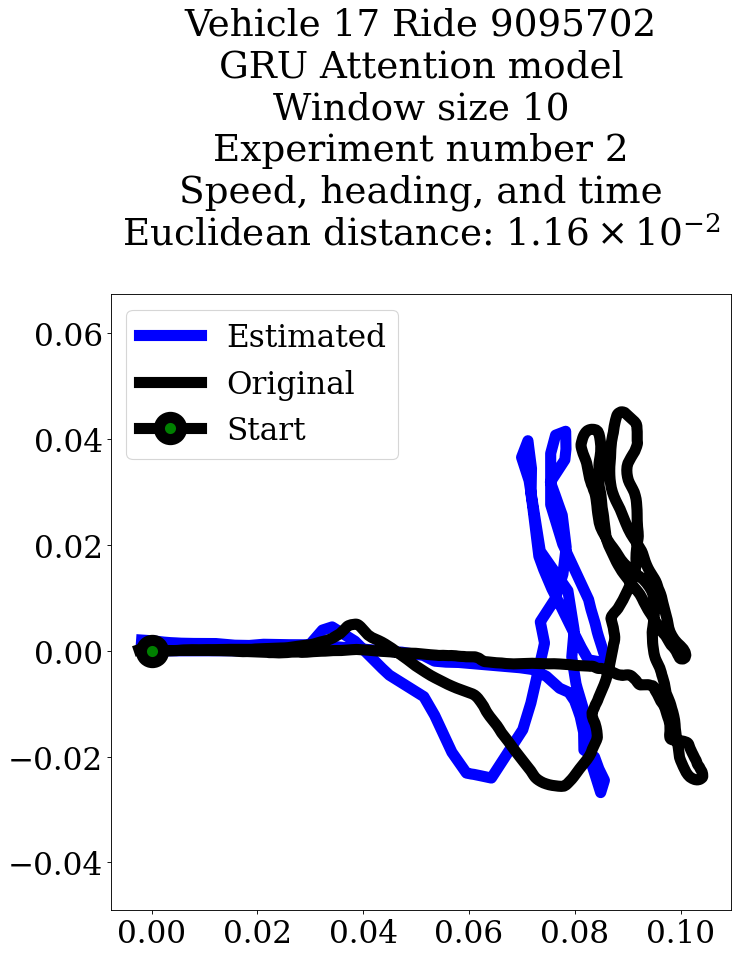 Vehicle 17 Ride 9095702
GRU Attention model
Window size 10
Experiment number 2
Speed, heading, and time
Euclidean distance: 1.16 × 10⁻²
Estimated
Original
Start
0.06
0.04
0.02
0.00
−0.02
−0.04
0.00 0.02 0.04 0.06 0.08 0.10